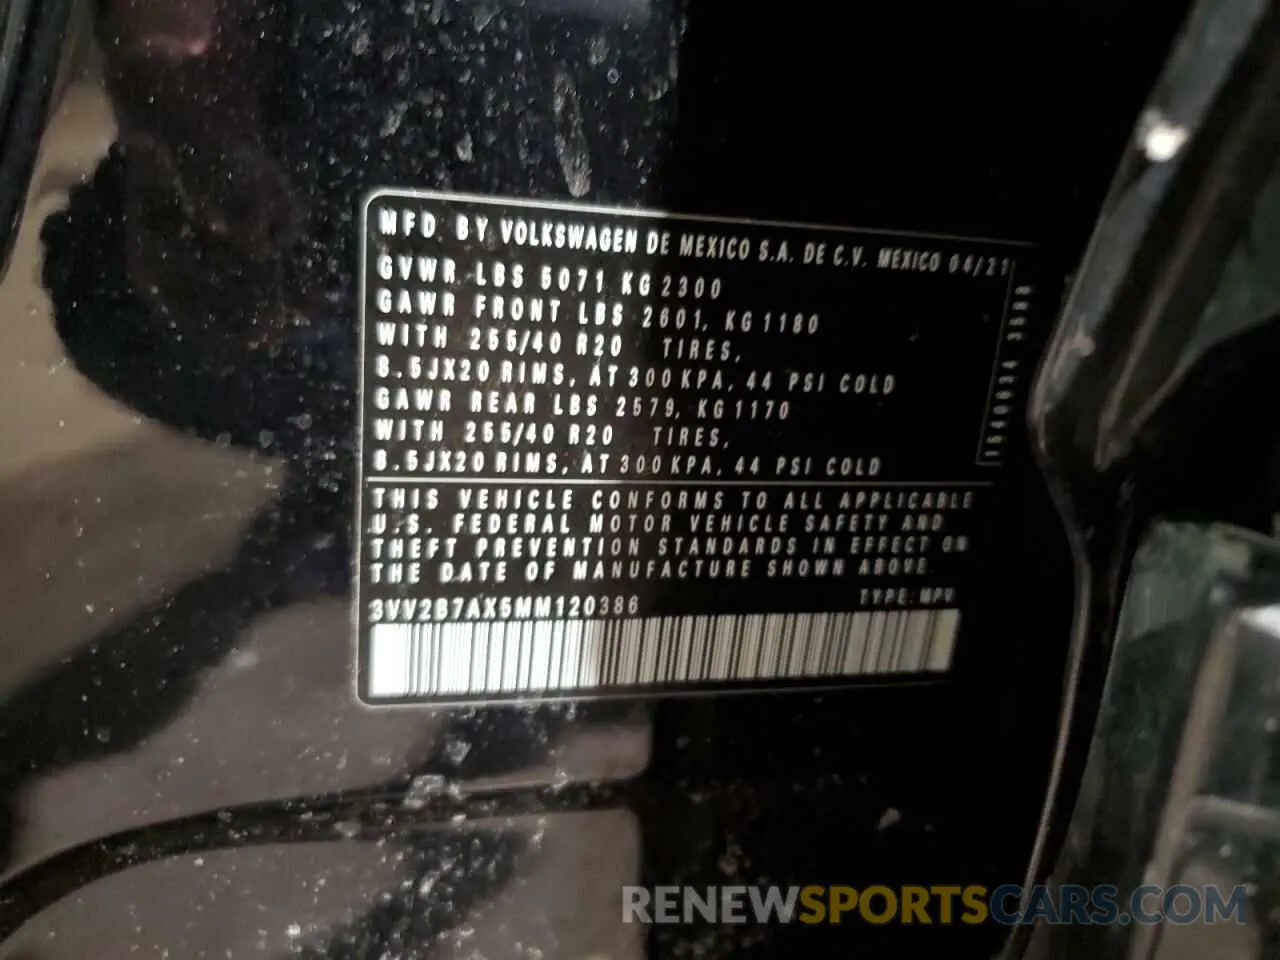 MFD. BY VOLKSWAGEN DE MEXICO S.A. DE C.V. MEXICO 04/21
GVWR LBS 5071 KG 2300
GAWR FRONT LBS 2601, KG 1180
WITH 255/40 R20 TIRES,
8.5JX20 RIMS, AT 300 KPA, 44 PSI COLD
GAWR REAR LBS 2579, KG 1170
WITH 255/40 R20 TIRES,
8.5JX20 RIMS, AT 300 KPA, 44 PSI COLD
THIS VEHICLE CONFORMS TO ALL APPLICABLE
U.S. FEDERAL MOTOR VEHICLE SAFETY AND
THEFT PREVENTION STANDARDS IN EFFECT ON
THE DATE OF MANUFACTURE SHOWN ABOVE.
3VV2B7AX5MM120386 TYPE: MPV
RENEWSPORTSCARS.COM